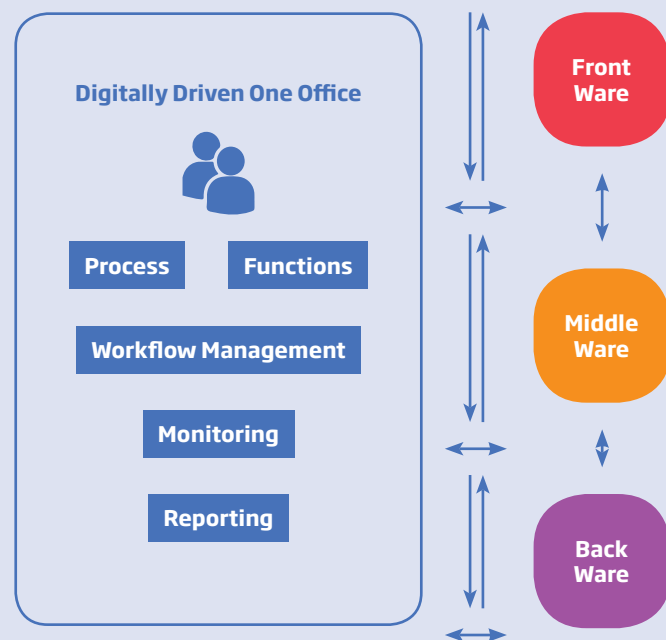 Digitally Driven One Office
Process
Functions
Workflow Management
Monitoring
Reporting
Front
Ware
Middle
Ware
Back
Ware